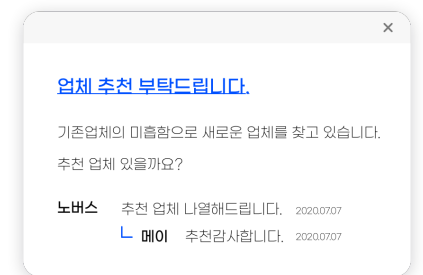 업체 추천 부탁드립니다.
기존업체의 미흡함으로 새로운 업체를 찾고 있습니다.
추천 업체 있을까요?
노버스 추천 업체 나열해드립니다. 2020.07.07
메이 추천감사합니다. 2020.07.07